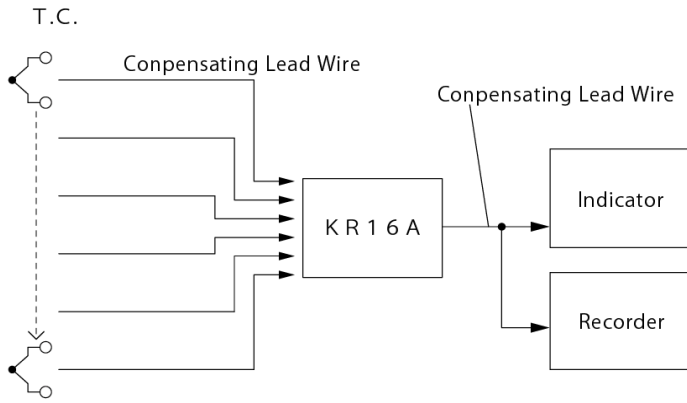 T.C.
Conpensating Lead Wire
Conpensating Lead Wire
KR16A
Indicator
Recorder